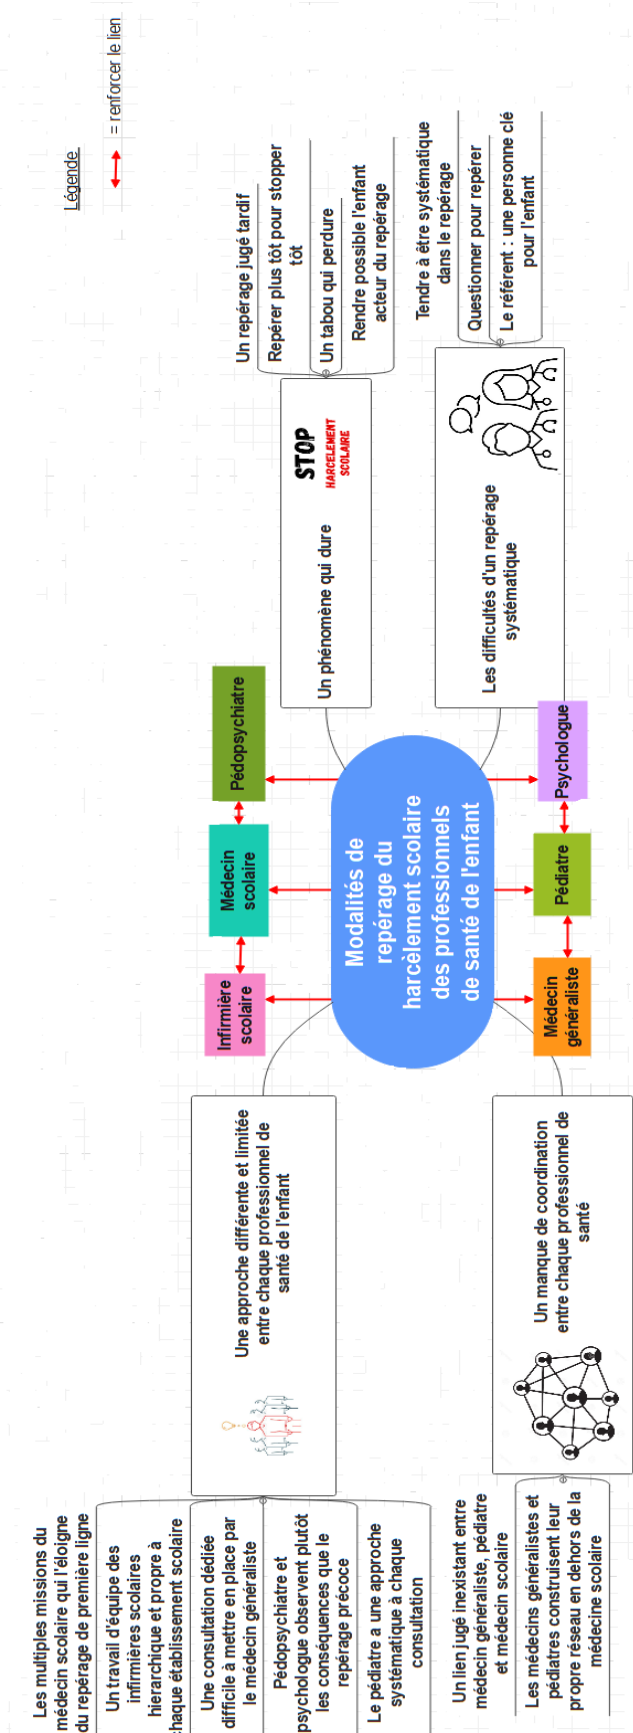 Légende
= renforcer le lien
Les multiples missions du
médecin scolaire qui l'éloigne
du repérage de première ligne
Un travail d'équipe des
infirmières scolaires
hierarchique et propre à
haque établissement scolaire
Une consultation dédiée
difficile à mettre en place par
le médecin généraliste
Pédopsychiatre et
psychologue observent plutôt
les conséquences que le
repérage précoce
Le pédiatre a une approche
systématique à chaque
consultation
Une approche différente et limitée
entre chaque professionnel de
santé de l'enfant
Un lien jugé inexistant entre
médecin généraliste, pédiatre
et médecin scolaire
Les médecins généralistes et
pédiatres construisent leur
propre réseau en dehors de la
médecine scolaire
Un manque de coordination
entre chaque professionnel de
santé
Infirmière
scolaire
Médecin
scolaire
Pédopsychiatre
Modalités de
repérage du
harcèlement scolaire
des professionnels
de santé de l'enfant
Médecin
généraliste
Pédiatre
Psychologue
Un phénomène qui dure
STOP
HARCELEMENT
SCOLAIRE
Un repérage jugé tardif
Repérer plus tôt pour stopper
tôt
Un tabou qui perdure
Rendre possible l'enfant
acteur du repérage
Les difficultés d'un repérage
systématique
Tendre à être systématique
dans le repérage
Questionner pour repérer
Le référent : une personne clé
pour l'enfant